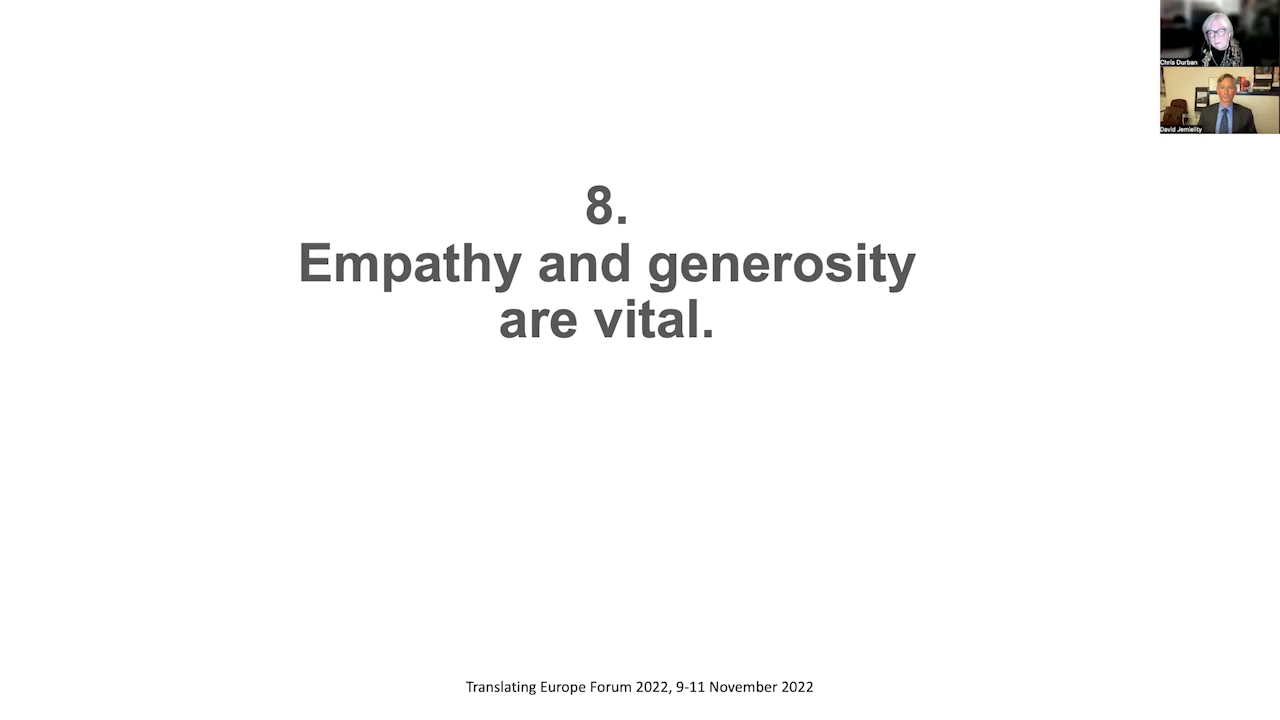 Chris Durban
David Jemielity
8.
Empathy and generosity
are vital.
Translating Europe Forum 2022, 9-11 November 2022